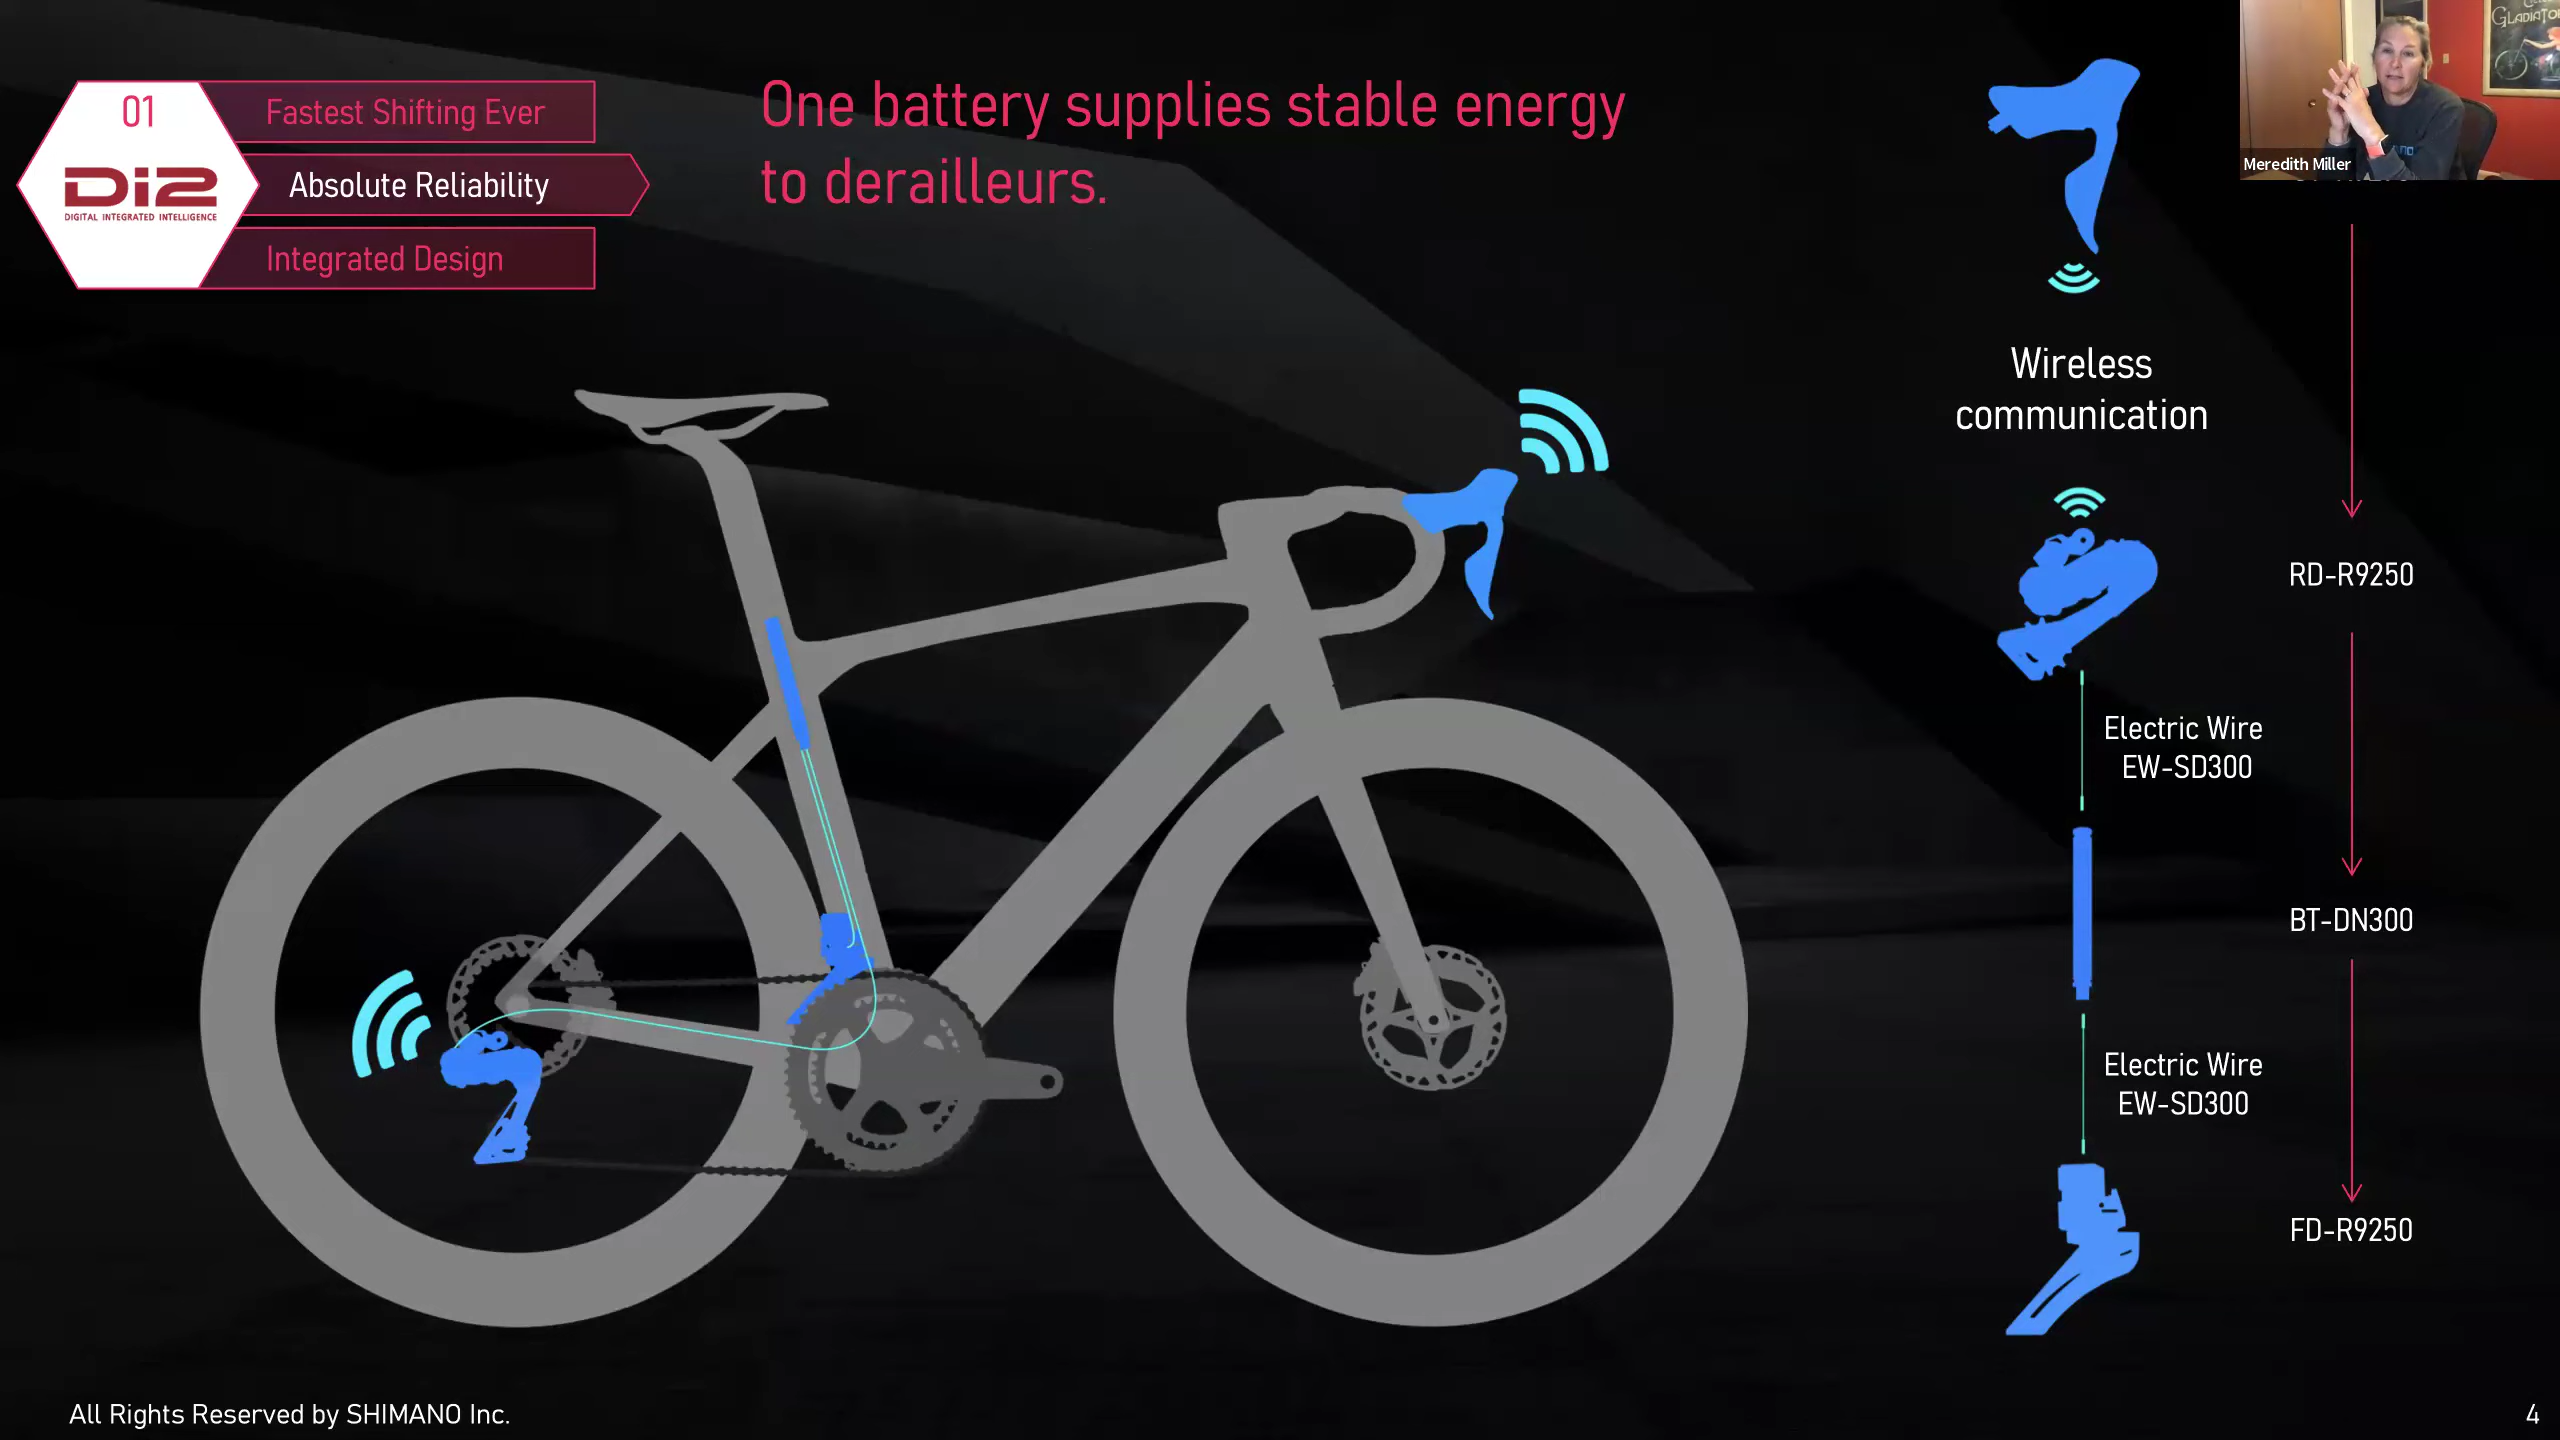 01
Di2
DIGITAL INTEGRATED INTELLIGENCE
Fastest Shifting Ever
Absolute Reliability
Integrated Design
One battery supplies stable energy
to derailleurs.
GLADIATOR
Meredith Miller
Wireless
communication
RD-R9250
Electric Wire
EW-SD300
BT-DN300
Electric Wire
EW-SD300
FD-R9250
All Rights Reserved by SHIMANO Inc.
4